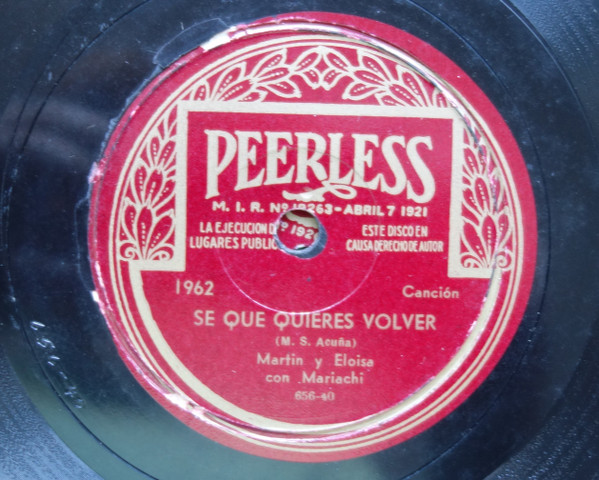 PEERLESS
M. I. R. Nº 19263-ABRIL 7 1921
LA EJECUCION D ESTE DISCO EN
LUGARES PUBLIC CAUSA DERECHO DE AUTOR
1962 Canción
SE QUE QUIERES VOLVER
(M. S. Acuña)
Martin y Eloisa
con Mariachi
656-40